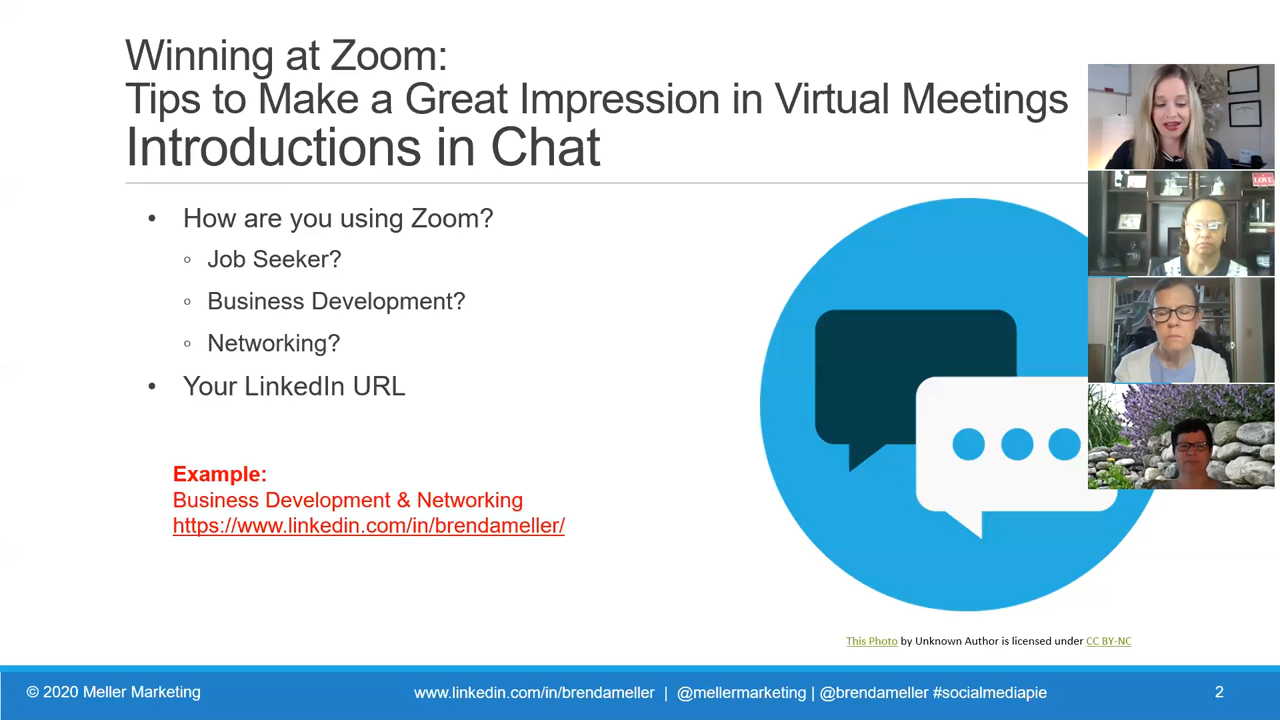 Winning at Zoom:
Tips to Make a Great Impression in Virtual Meetings
Introductions in Chat
• How are you using Zoom?
◦ Job Seeker?
◦ Business Development?
◦ Networking?
• Your LinkedIn URL
Example:
Business Development & Networking
https://www.linkedin.com/in/brendameller/
LOVE
This Photo by Unknown Author is licensed under CC BY-NC
© 2020 Meller Marketing
www.linkedin.com/in/brendameller | @mellermarketing | @brendameller #socialmediapie
2